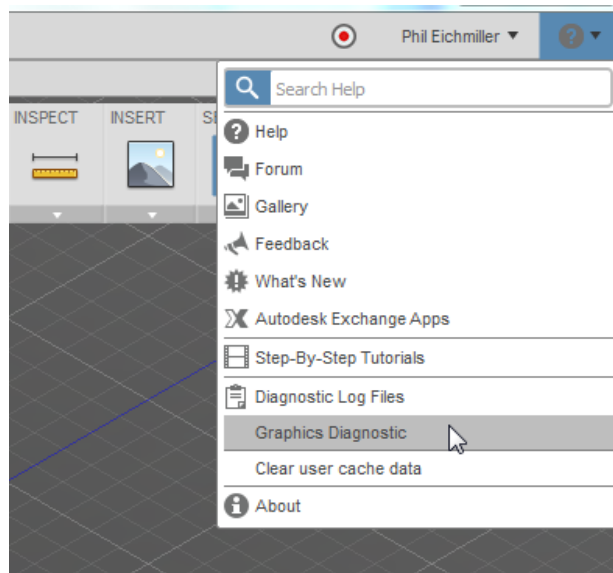 Phil Eichmiller
Search Help
INSPECT
INSERT
Help
Forum
Gallery
Feedback
What's New
Autodesk Exchange Apps
Step-By-Step Tutorials
Diagnostic Log Files
Graphics Diagnostic
Clear user cache data
About